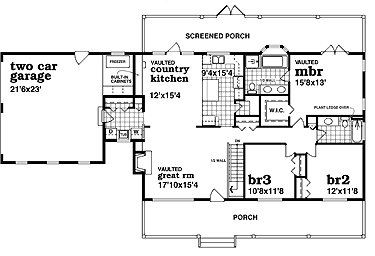 SCREENED PORCH
two car
garage
21'6x23'
FREEZER
BUILT-IN
CABINETS
VAULTED
country
kitchen
12'x15'4
9'4x15'4
1/2 WALL
VAULTED
mbr
15'8x13'
PLANT LEDGE OVER
W.I.C.
D
W
1/2 WALL
DN
VAULTED
great rm
17'10x15'4
br3
10'8x11'8
br2
12'x11'8
PORCH